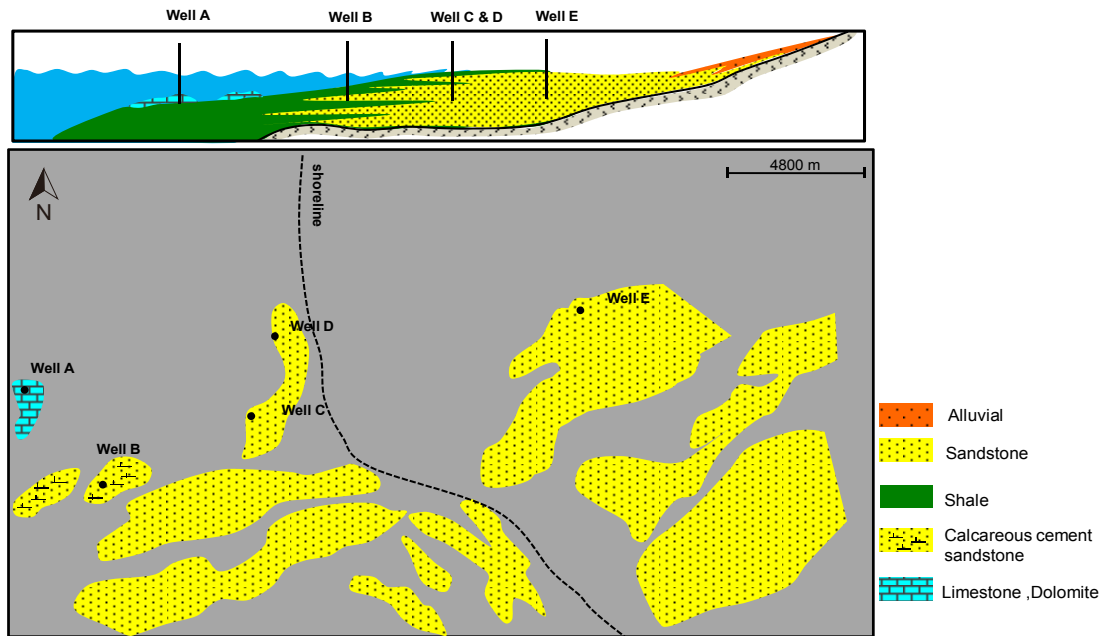 Well A
Well B
Well C & D
Well E
4800 m
N
shoreline
Well E
Well D
Well A
Well C
Well B
Alluvial
Sandstone
Shale
Calcareous cement
sandstone
Limestone ,Dolomite